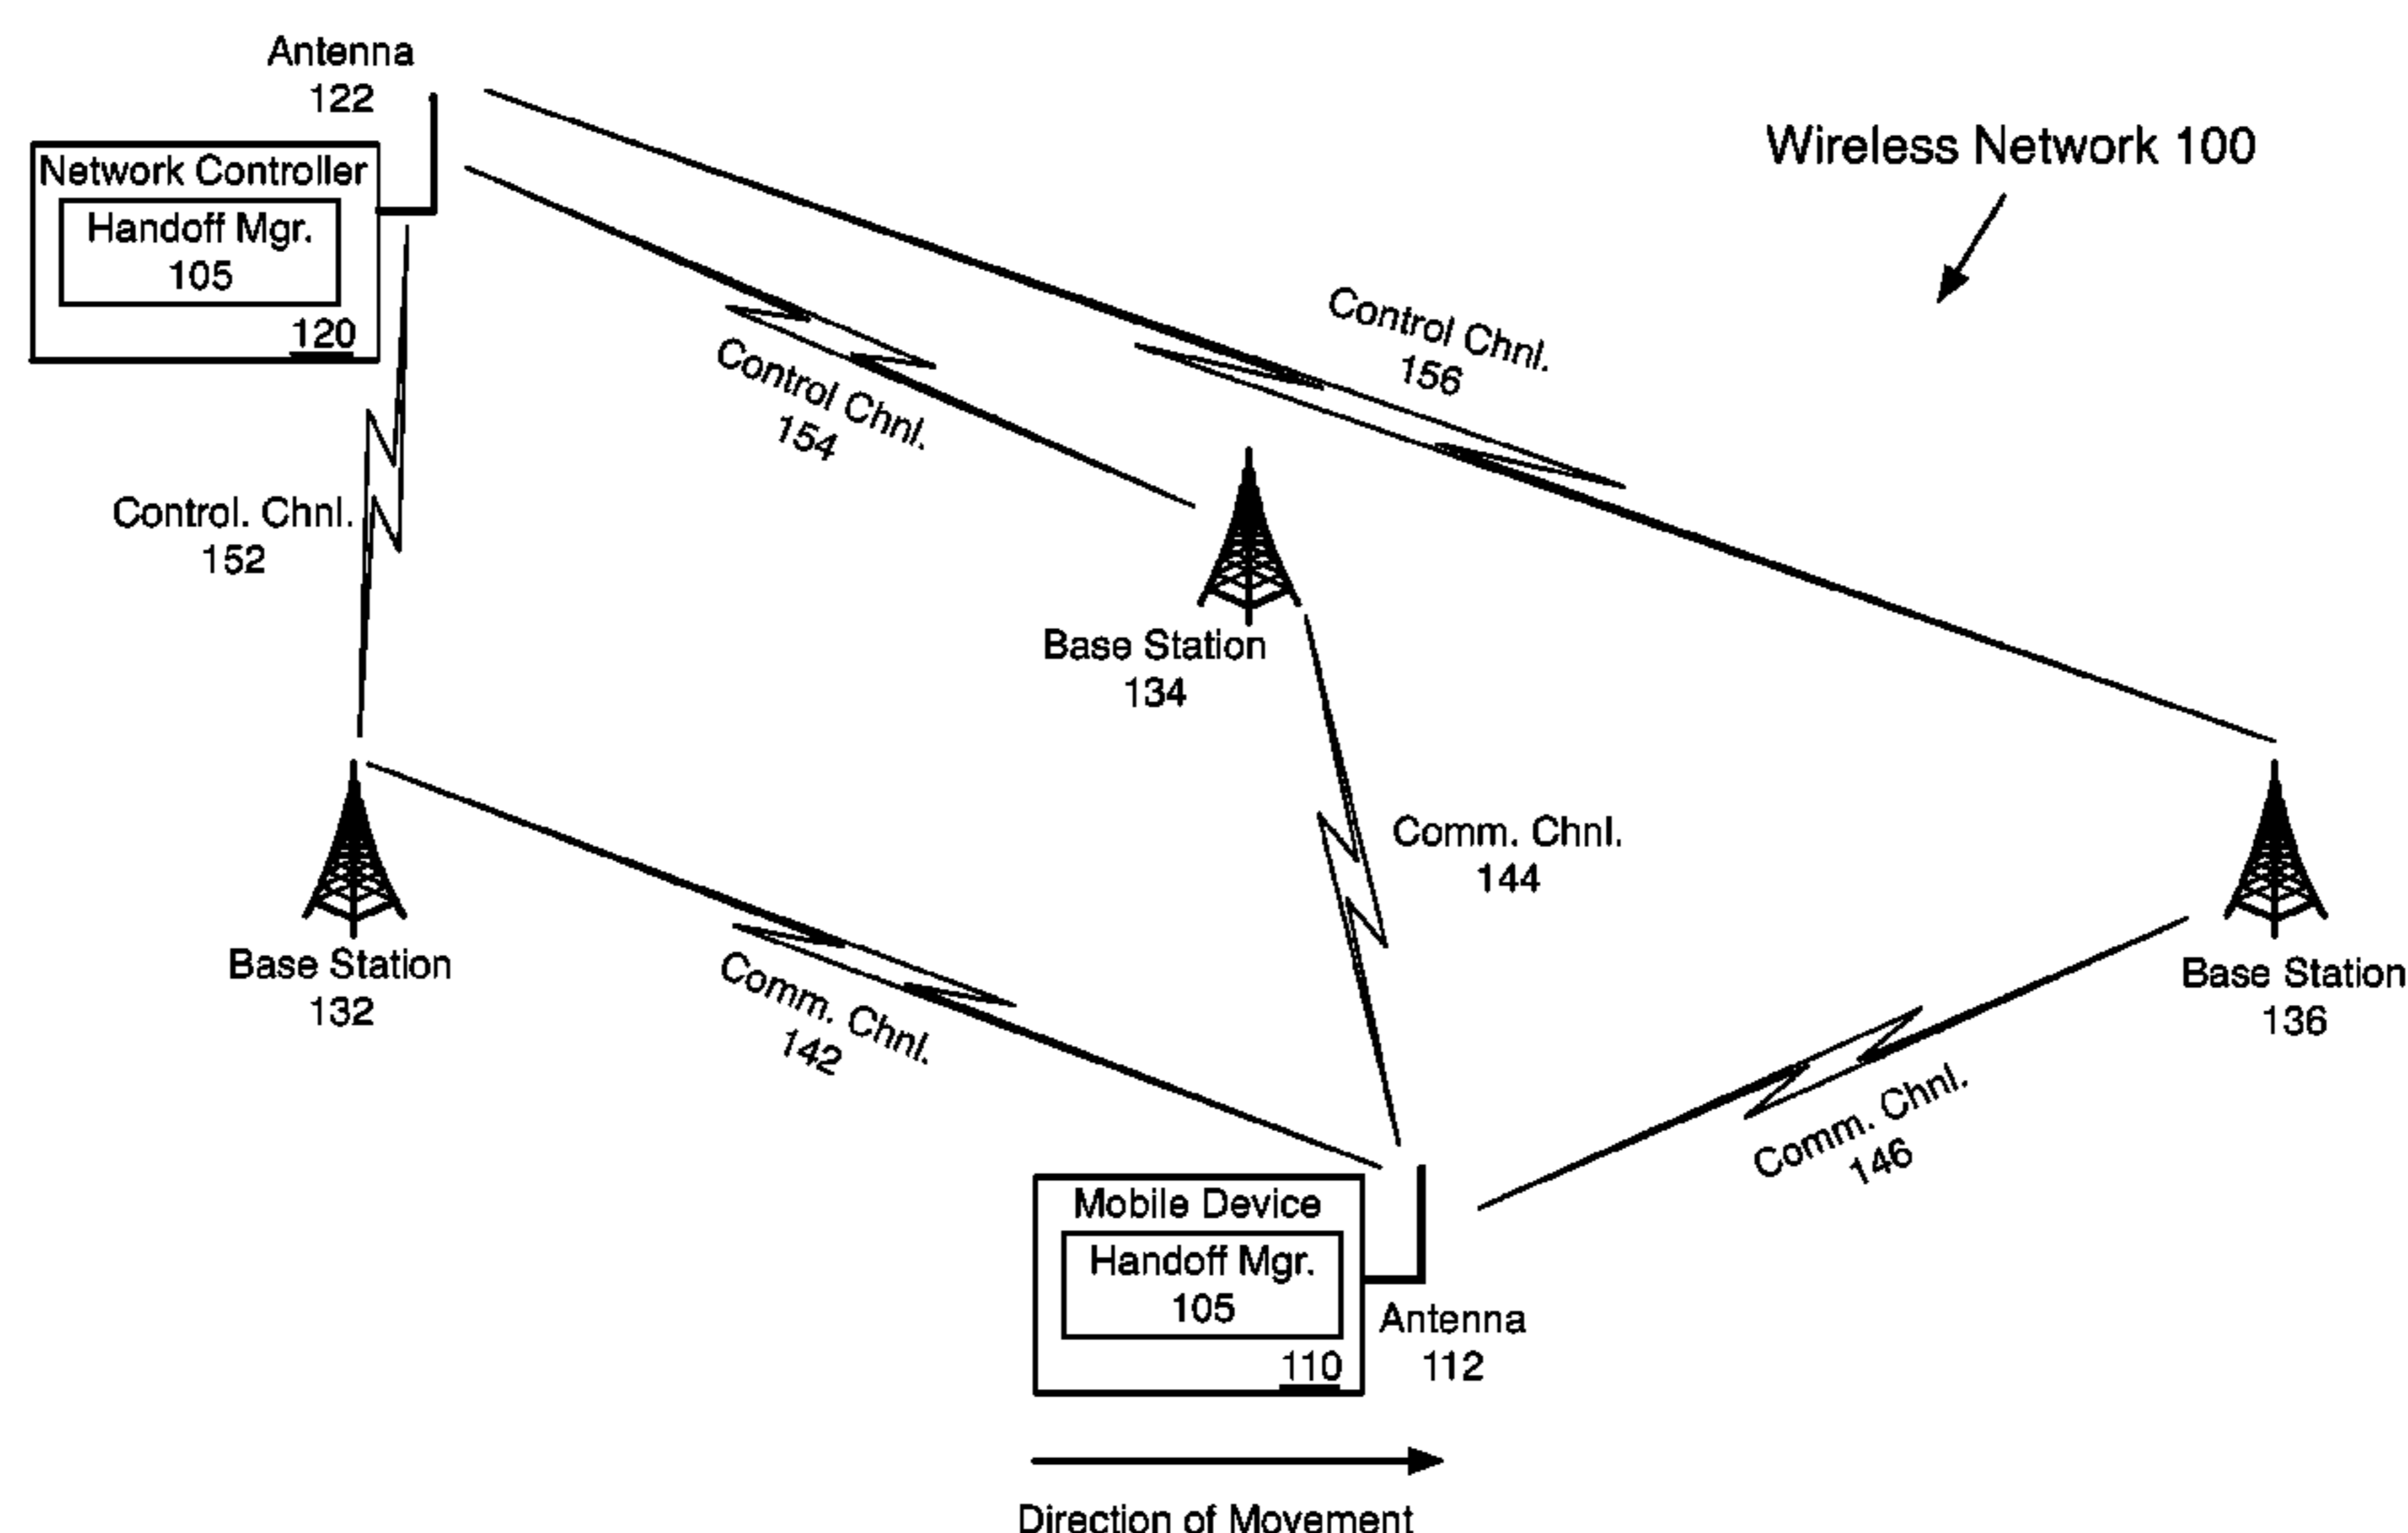 Antenna
122
Network Controller
Handoff Mgr.
105
120
Wireless Network 100
Control Chnl.
156
Control Chnl.
154
Control. Chnl.
152
Base Station
134
Comm. Chnl.
144
Base Station
132
Base Station
136
Comm. Chnl.
142
Comm. Chnl.
146
Mobile Device
Handoff Mgr.
105
110
Antenna
112
Direction of Movement